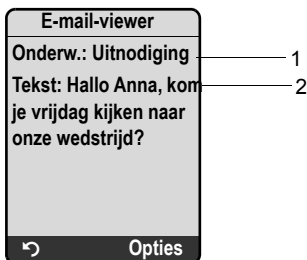 E-mail-viewer
Onderw.: Uitnodiging
1
Tekst: Hallo Anna, kom
2
je vrijdag kijken naar
onze wedstrijd?
Opties